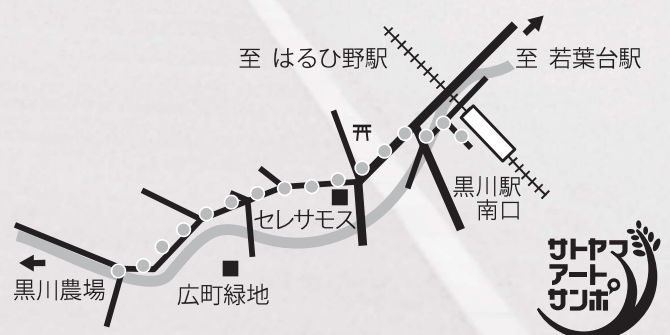 至 はるひ野駅
至 若葉台駅
黒川駅
南口
セレサモス
黒川農場
広町緑地
サトヤマ
アート
サンポ